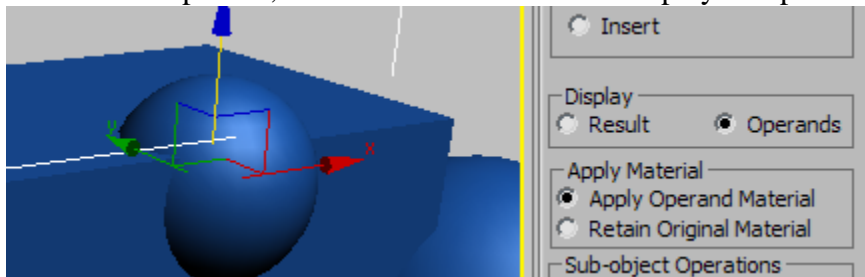 Insert
Display
Result Operands
Apply Material
Apply Operand Material
Retain Original Material
Sub-object Operations
y
x